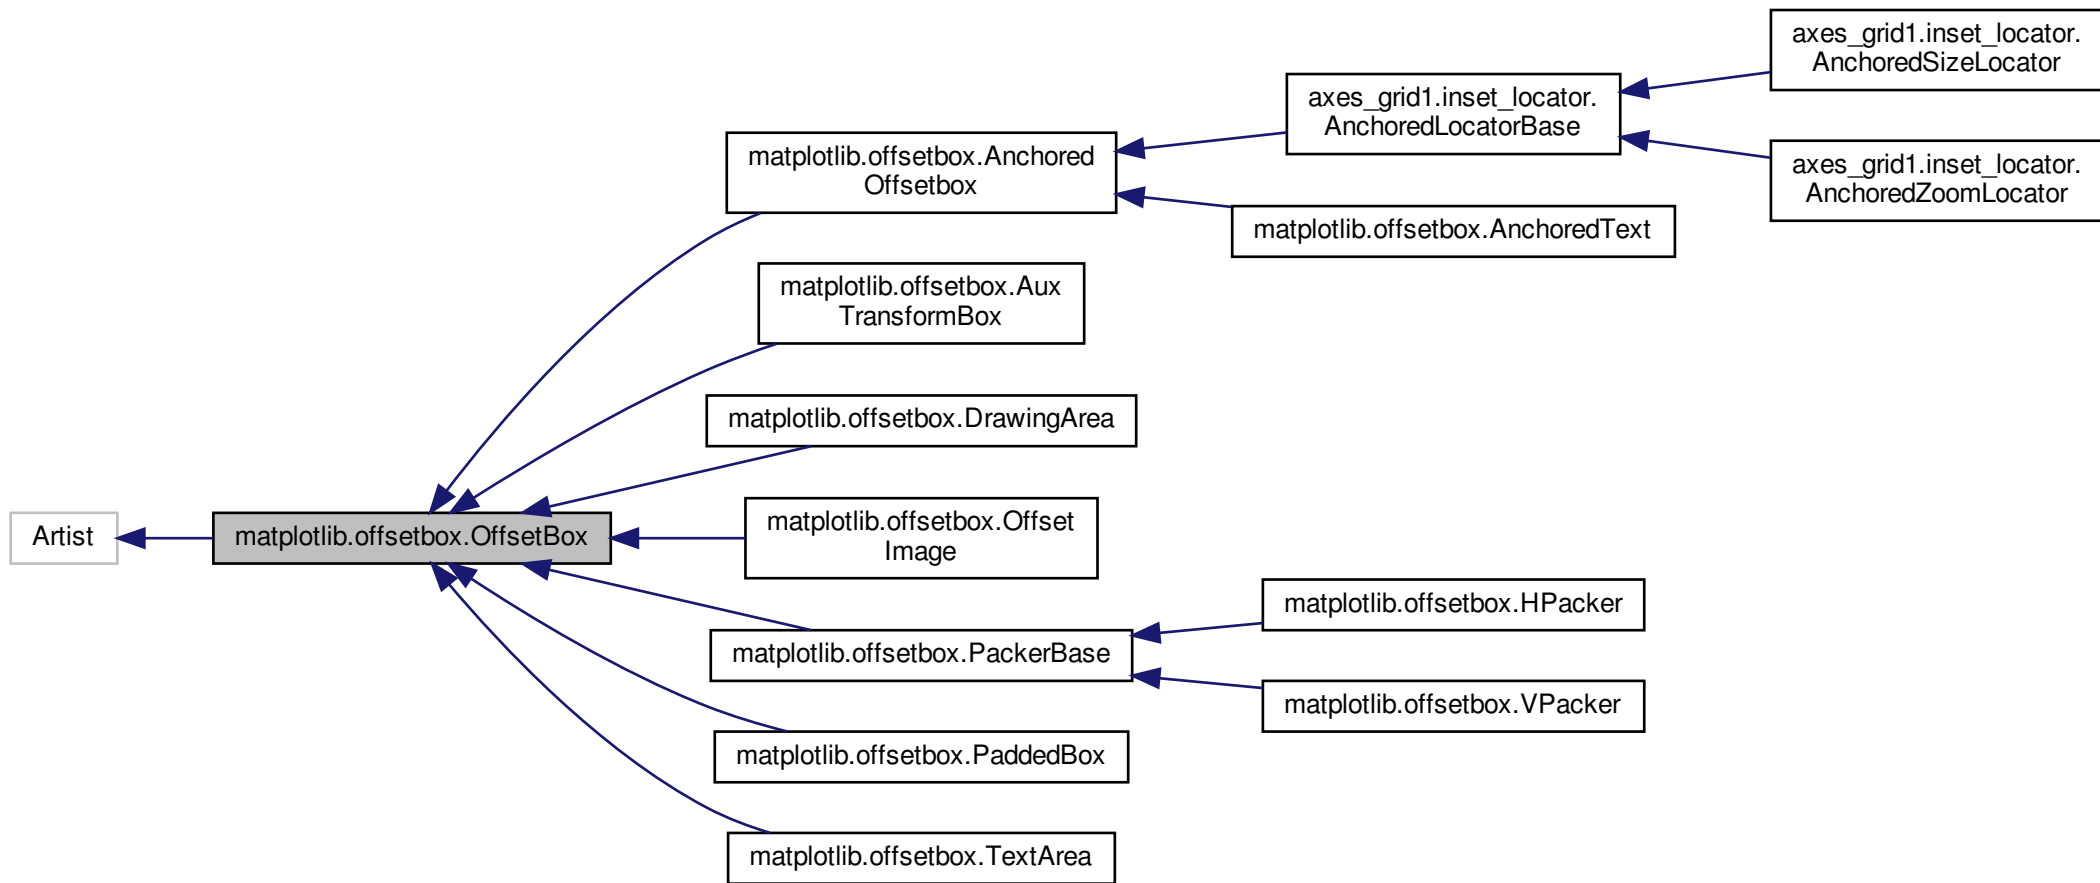 Artist
matplotlib.offsetbox.OffsetBox
matplotlib.offsetbox.Anchored
Offsetbox
matplotlib.offsetbox.Aux
TransformBox
matplotlib.offsetbox.DrawingArea
matplotlib.offsetbox.Offset
Image
matplotlib.offsetbox.PackerBase
matplotlib.offsetbox.PaddedBox
matplotlib.offsetbox.TextArea
axes_grid1.inset_locator.
AnchoredLocatorBase
matplotlib.offsetbox.AnchoredText
matplotlib.offsetbox.HPacker
matplotlib.offsetbox.VPacker
axes_grid1.inset_locator.
AnchoredSizeLocator
axes_grid1.inset_locator.
AnchoredZoomLocator